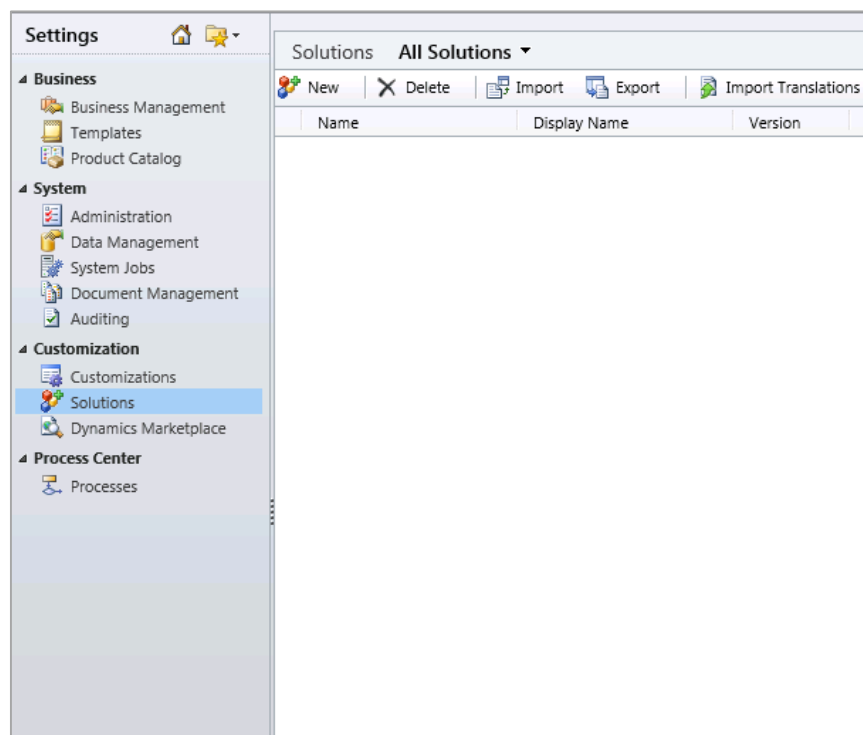 Settings
Business
Business Management
Templates
Product Catalog
System
Administration
Data Management
System Jobs
Document Management
Auditing
Customization
Customizations
Solutions
Dynamics Marketplace
Process Center
Processes
Solutions All Solutions
New Delete Import Export Import Translations
Name Display Name Version